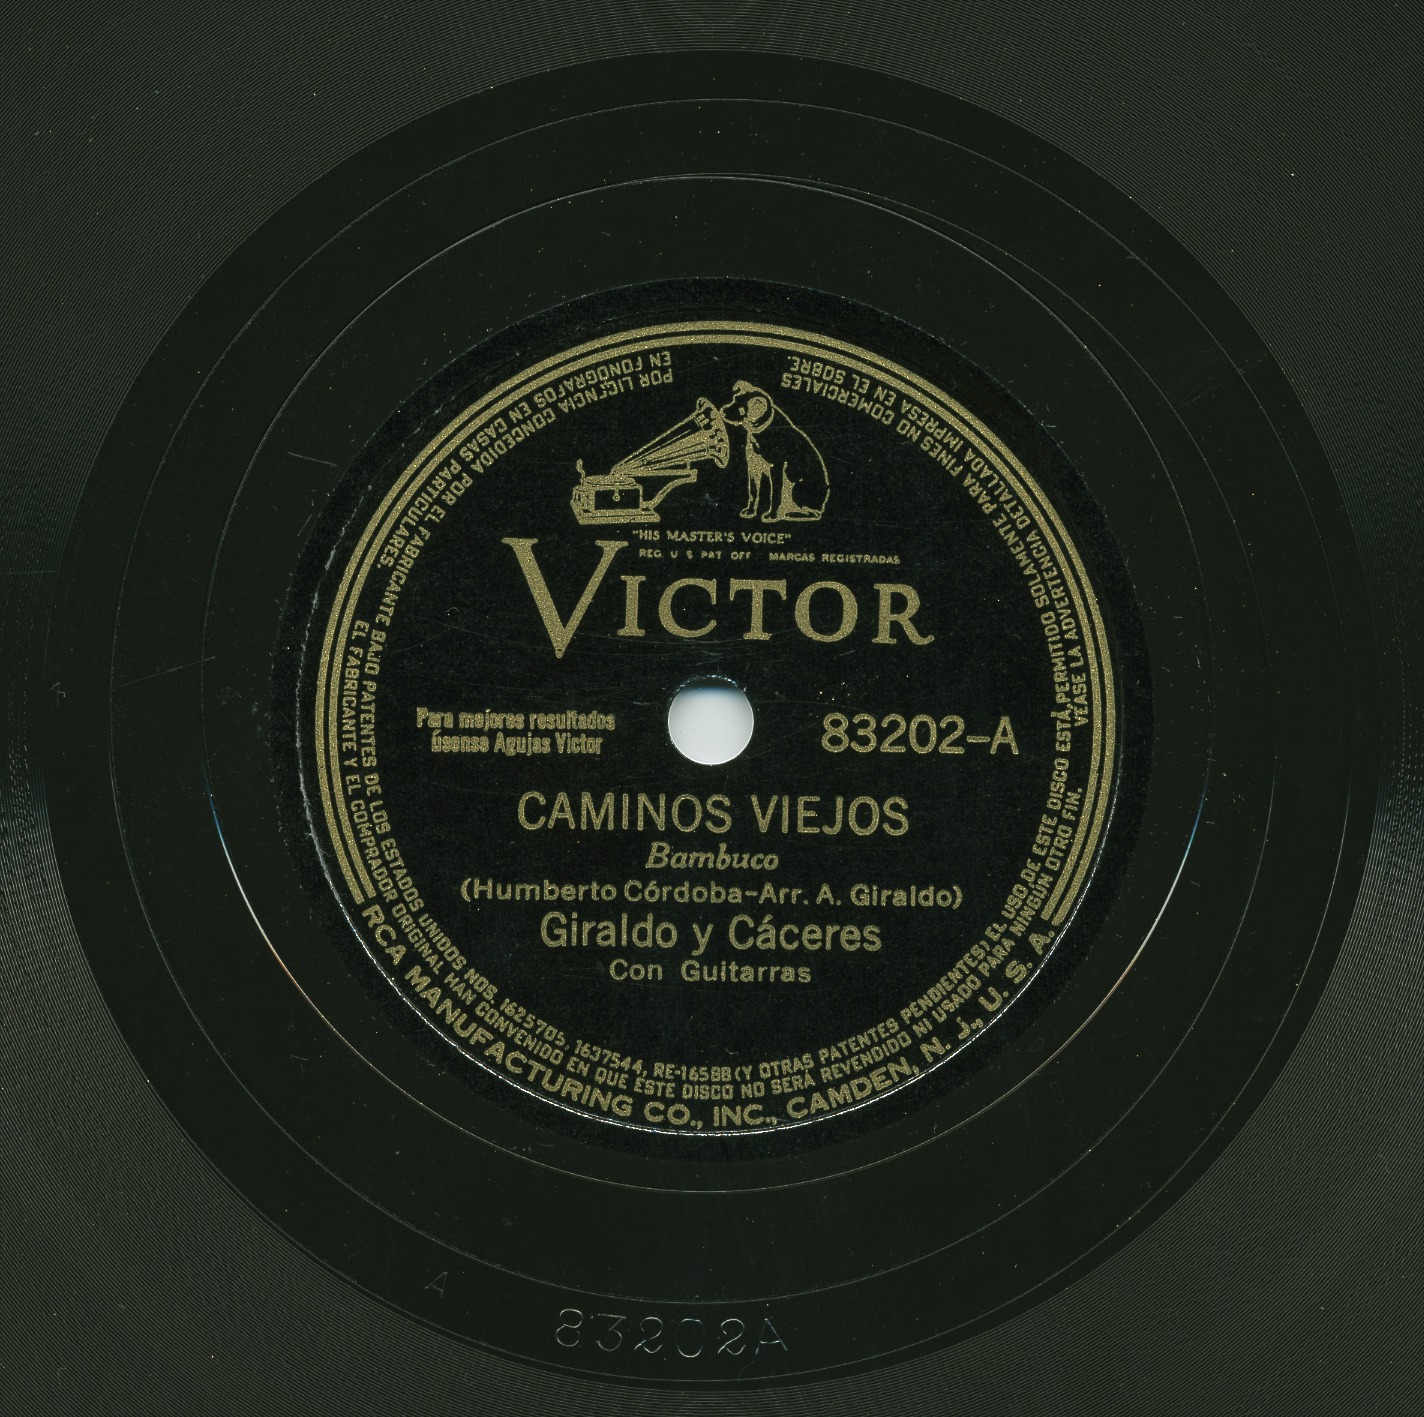 "HIS MASTER'S VOICE"
REG. U S PAT OFF MARCAS REGISTRADAS
VICTOR
Para mejores resultados
úsense Agujas Victor
83202-A
CAMINOS VIEJOS
Bambuco
(Humberto Córdoba-Arr. A. Giraldo)
Giraldo y Cáceres
Con Guitarras
RCA MANUFACTURING CO., INC., CAMDEN, N. J., U. S. A.
POR LICENCIA CONCEDIDA POR EL FABRICANTE BAJO PATENTES DE LOS ESTADOS UNIDOS NOS. 1625705, 1637544, RE-16588 (Y OTRAS PATENTES PENDIENTES) EL USO DE ESTE DISCO ESTÁ PERMITIDO SOLAMENTE PARA FINES NO COMERCIALES
EN FONOGRAFOS EN CASAS PARTICULARES.
EL FABRICANTE Y EL COMPRADOR ORIGINAL HAN CONVENIDO EN QUE ESTE DISCO NO SERÁ REVENDIDO NI USADO PARA NINGUN OTRO FIN.
VEASE LA ADVERTENCIA DETALLADA IMPRESA EN EL SOBRE.
A
83202A